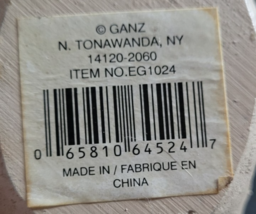 © GANZ
N. TONAWANDA, NY
14120-2060
ITEM NO.EG1024
0 65810 64524 7
MADE IN / FABRIQUE EN
CHINA